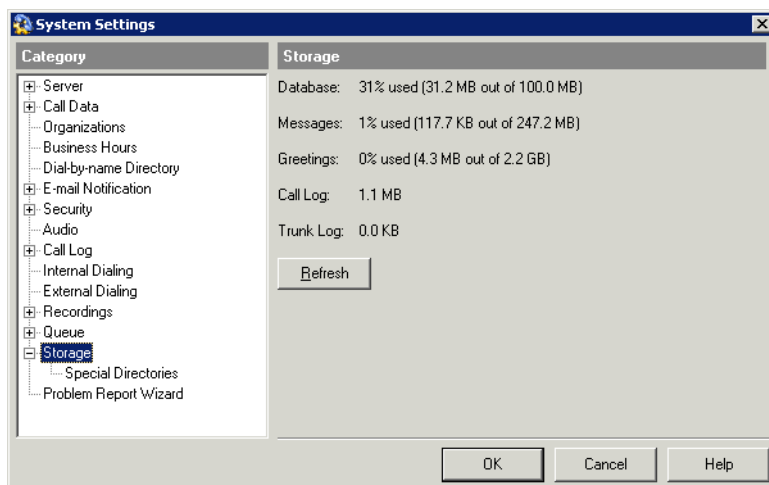 System Settings
Category
Server
Call Data
Organizations
Business Hours
Dial-by-name Directory
E-mail Notification
Security
Audio
Call Log
Internal Dialing
External Dialing
Recordings
Queue
Storage
Special Directories
Problem Report Wizard
Storage
Database: 31% used (31.2 MB out of 100.0 MB)
Messages: 1% used (117.7 KB out of 247.2 MB)
Greetings: 0% used (4.3 MB out of 2.2 GB)
Call Log: 1.1 MB
Trunk Log: 0.0 KB
Refresh
OK Cancel Help